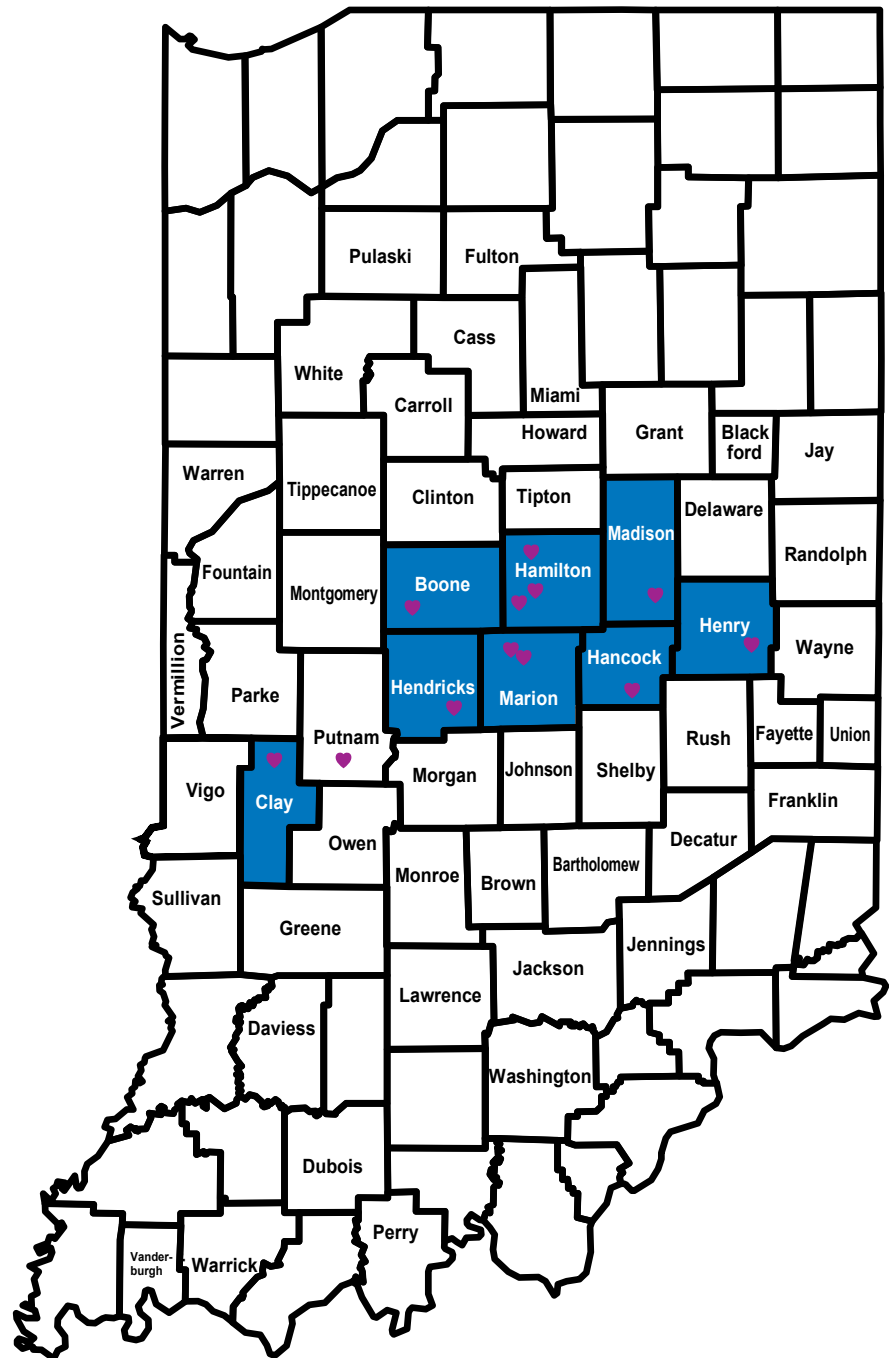 Pulaski
Fulton
Cass
White
Miami
Carroll
Howard
Grant
Black
ford
Jay
Warren
Tippecanoe
Clinton
Tipton
Delaware
Madison
Randolph
Fountain
Montgomery
Boone
Hamilton
Henry
Wayne
Vermillion
Parke
Hendricks
Marion
Hancock
Putnam
Rush
Fayette
Union
Vigo
Clay
Morgan
Johnson
Shelby
Franklin
Owen
Decatur
Monroe
Brown
Bartholomew
Sullivan
Greene
Jennings
Jackson
Lawrence
Daviess
Washington
Dubois
Perry
Vander-
burgh
Warrick